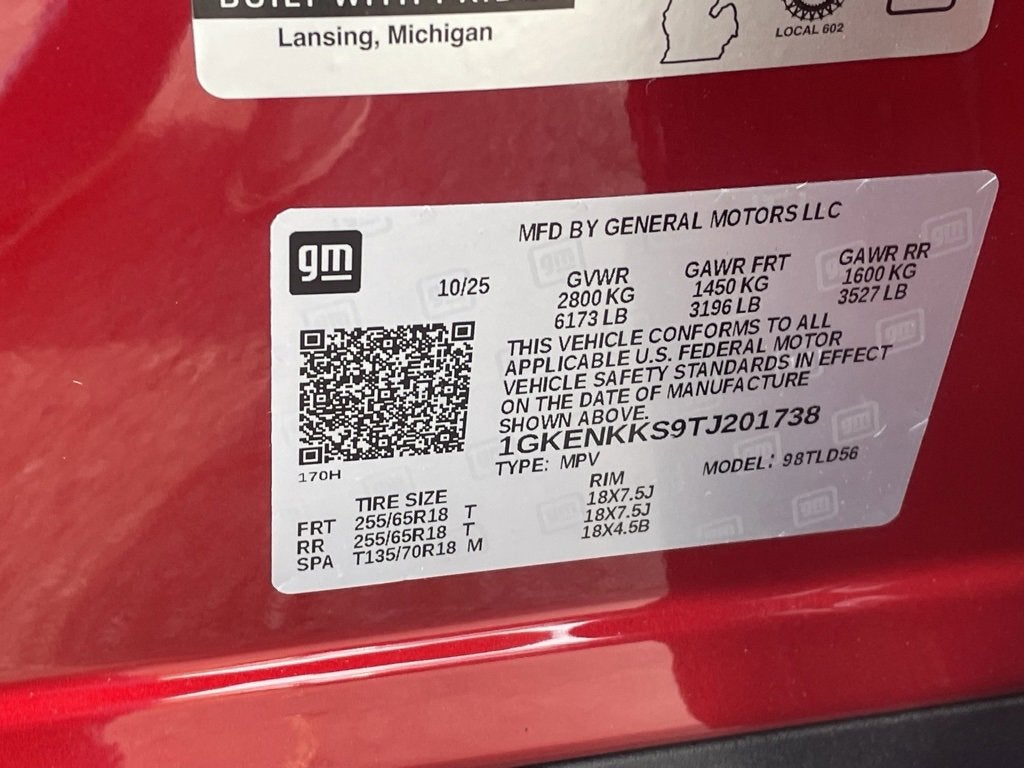 BUILT WITH PRIDE
Lansing, Michigan
LOCAL 602
gm
MFD BY GENERAL MOTORS LLC
10/25
GVWR
2800 KG
6173 LB
GAWR FRT
1450 KG
3196 LB
GAWR RR
1600 KG
3527 LB
THIS VEHICLE CONFORMS TO ALL
APPLICABLE U.S. FEDERAL MOTOR
VEHICLE SAFETY STANDARDS IN EFFECT
ON THE DATE OF MANUFACTURE
SHOWN ABOVE.
1GKENKKS9TJ201738
TYPE: MPV MODEL: 98TLD56
170H
TIRE SIZE RIM
FRT 255/65R18 T 18X7.5J
RR 255/65R18 T 18X7.5J
SPA T135/70R18 M 18X4.5B